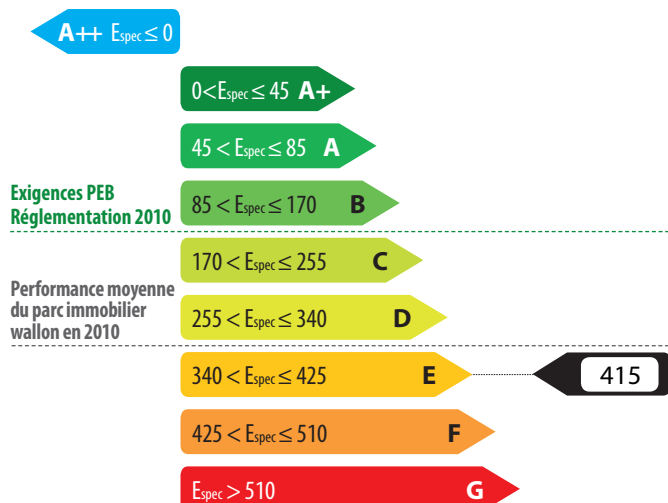 A++ Espec ≤ 0
0<Espec ≤ 45 A+
45 < Espec ≤ 85 A
Exigences PEB
Réglementation 2010
85 < Espec ≤ 170 B
170 < Espec ≤ 255 C
Performance moyenne
du parc immobilier
wallon en 2010
255 < Espec ≤ 340 D
340 < Espec ≤ 425 E
415
425 < Espec ≤ 510 F
Espec > 510 G